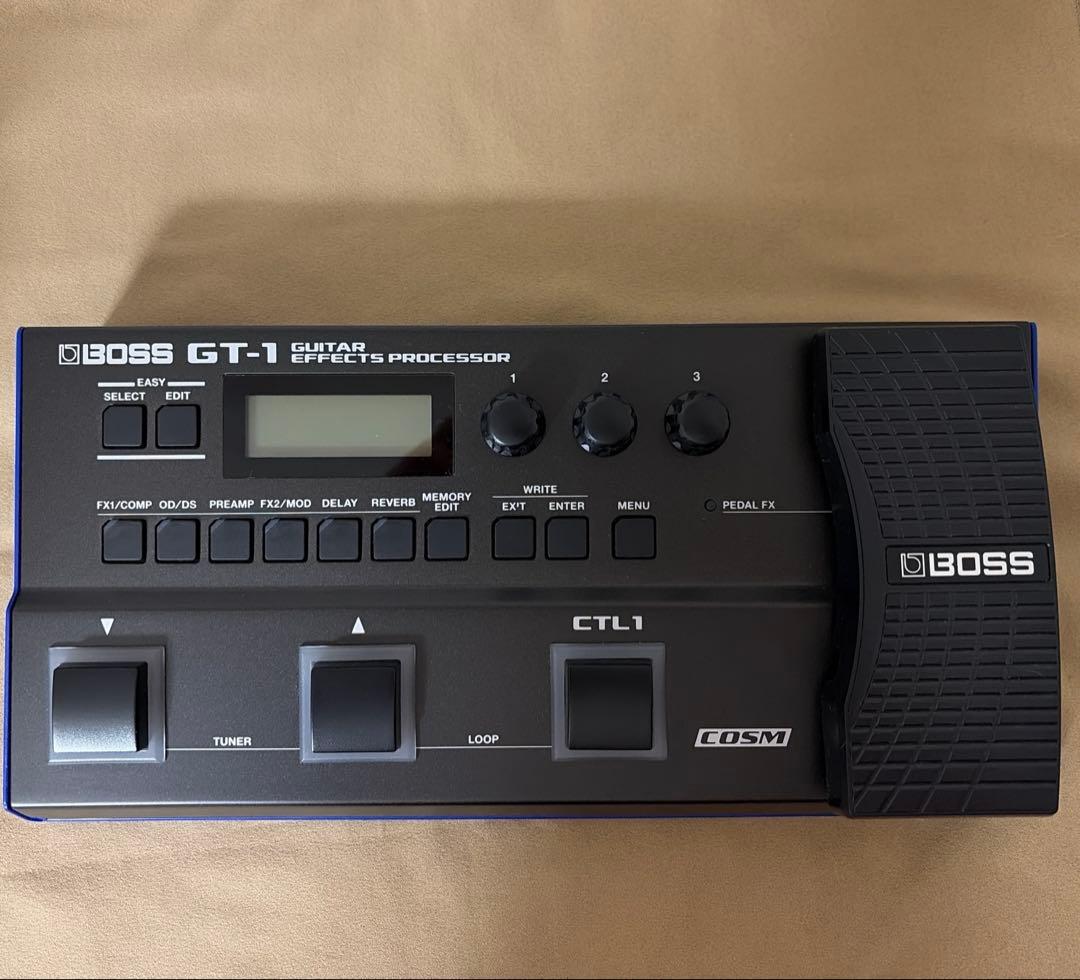 BOSS GT-1 GUITAR
EFFECTS PROCESSOR
EASY
SELECT EDIT
1 2 3
FX1/COMP OD/DS PREAMP FX2/MOD DELAY REVERB MEMORY
EDIT
WRITE
EXIT ENTER
MENU
PEDAL FX
BOSS
▼ ▲ CTL1
TUNER LOOP
COSM